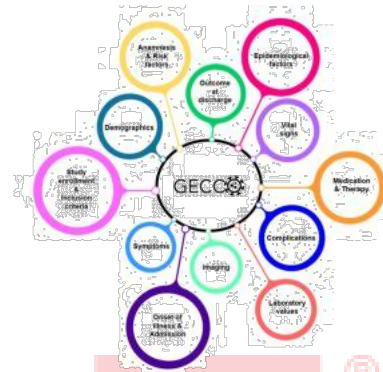 Anamnesis
& Risk
factors
Epidemiological
factors
Outcome
at
discharge
Demographics
Vital
signs
Study
enrollment
&
Inclusion
criteria
GECCO
Medication
& Therapy
Symptoms
Complications
Imaging
Onset of
Illness &
Admission
Laboratory
values